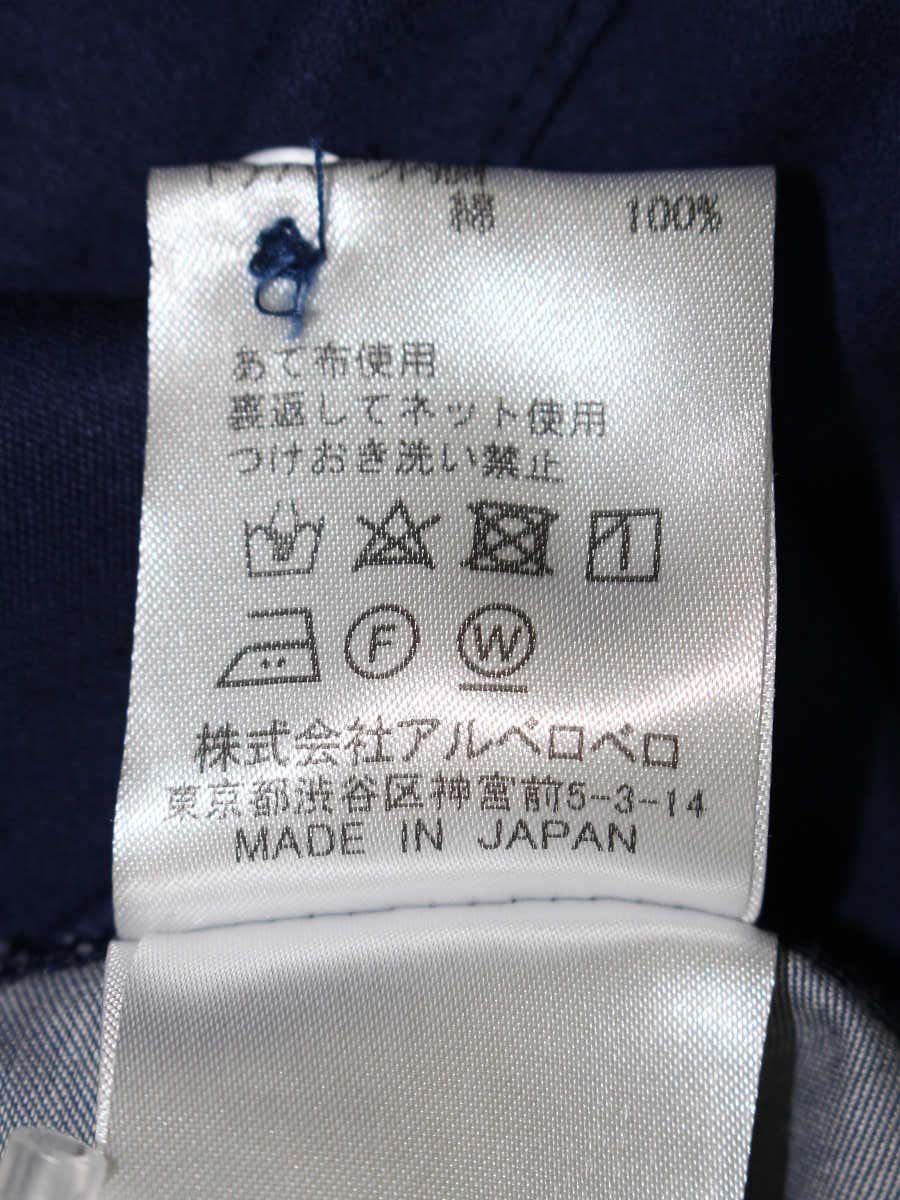 綿 100%
あて布使用
裏返してネット使用
つけおき洗い禁止
F W
株式会社アルベロベロ
東京都渋谷区神宮前5-3-14
MADE IN JAPAN